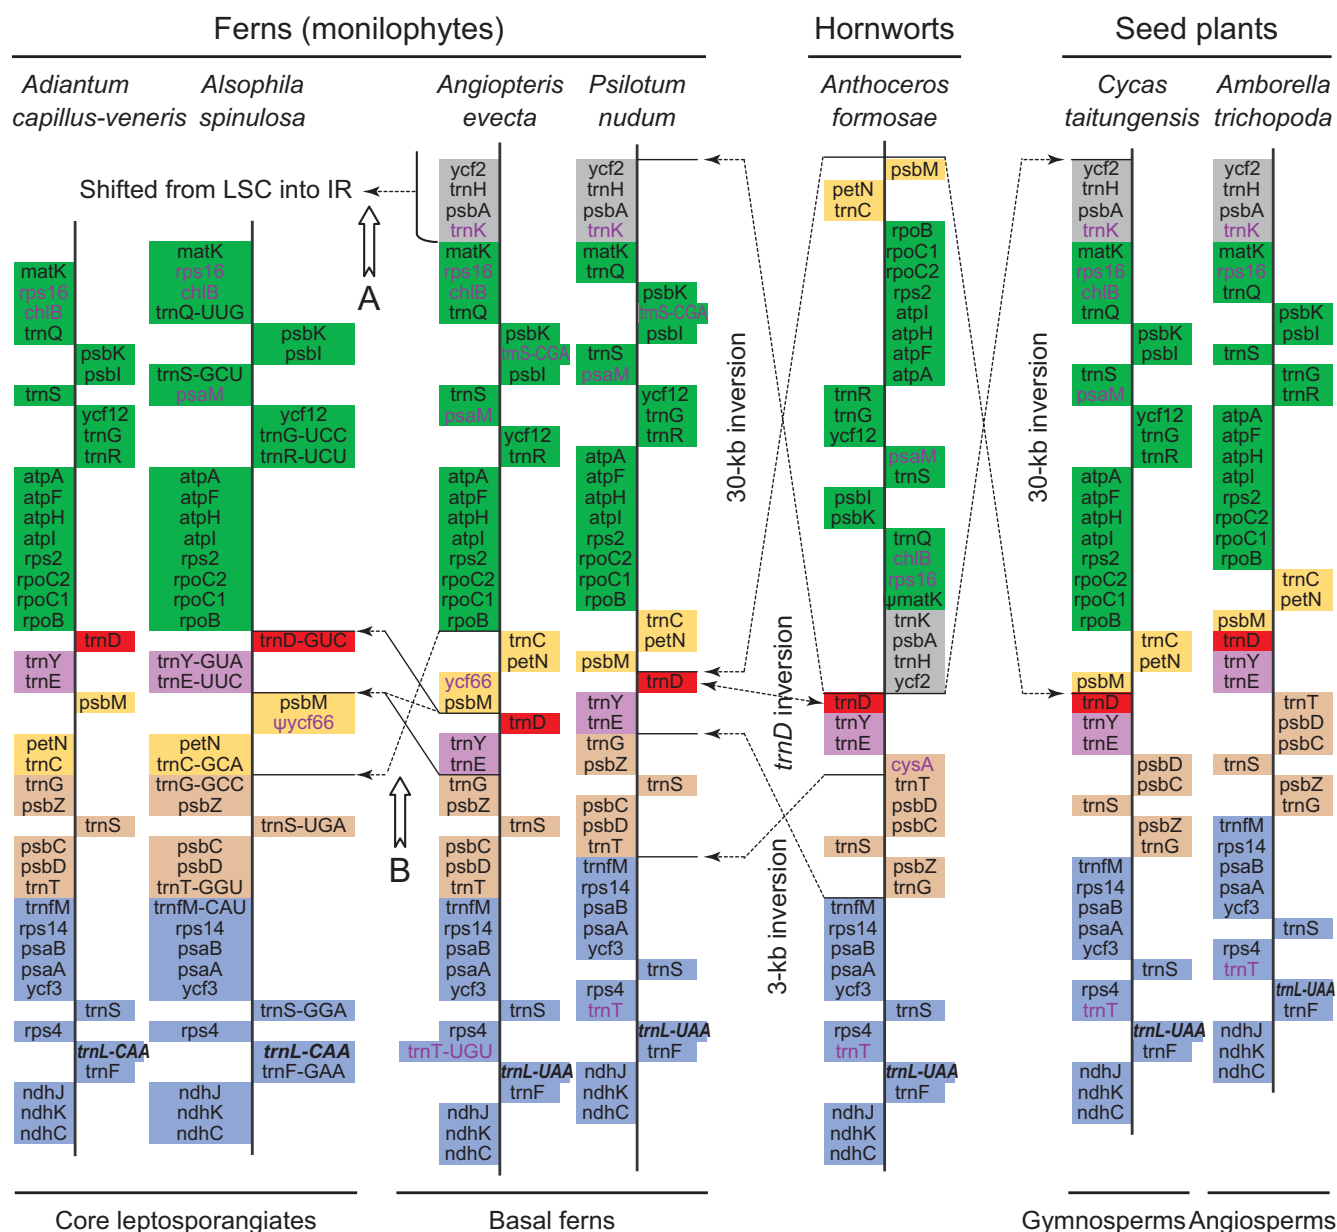 Ferns (monilophytes)
Hornworts
Seed plants
Adiantum
capillus-veneris
Alsophila
spinulosa
Angiopteris
evecta
Psilotum
nudum
Anthoceros
formosae
Cycas
taitungensis
Amborella
trichopoda
Shifted from LSC into IR
A
B
matK
rps16
chlB
trnQ
psbK
psbI
trnS
ycf12
trnG
trnR
atpA
atpF
atpH
atpI
rps2
rpoC2
rpoC1
rpoB
trnD
trnY
trnE
psbM
petN
trnC
trnG
psbZ
trnS
psbC
psbD
trnT
trnfM
rps14
psaB
psaA
ycf3
trnS
rps4
trnL-CAA
trnF
ndhJ
ndhK
ndhC
matK
rps16
chlB
trnQ-UUG
psbK
psbI
trnS-GCU
psaM
ycf12
trnG-UCC
trnR-UCU
atpA
atpF
atpH
atpI
rps2
rpoC2
rpoC1
rpoB
trnD-GUC
trnY-GUA
trnE-UUC
psbM
ψycf66
petN
trnC-GCA
trnG-GCC
psbZ
trnS-UGA
psbC
psbD
trnT-GGU
trnfM-CAU
rps14
psaB
psaA
ycf3
trnS-GGA
rps4
trnL-CAA
trnF-GAA
ndhJ
ndhK
ndhC
ycf2
trnH
psbA
trnK
matK
rps16
chlB
trnQ
psbK
trnS-CGA
psbI
trnS
psaM
ycf12
trnR
atpA
atpF
atpH
atpI
rps2
rpoC2
rpoC1
rpoB
trnC
petN
ycf66
psbM
trnD
trnY
trnE
trnG
psbZ
trnS
psbC
psbD
trnT
trnfM
rps14
psaB
psaA
ycf3
trnS
rps4
trnT-UGU
trnL-UAA
trnF
ndhJ
ndhK
ndhC
ycf2
trnH
psbA
trnK
matK
trnQ
psbK
trnS-CGA
psbI
trnS
psaM
ycf12
trnG
trnR
atpA
atpF
atpH
atpI
rps2
rpoC2
rpoC1
rpoB
trnC
petN
psbM
trnD
trnY
trnE
trnG
psbZ
trnS
psbC
psbD
trnT
trnfM
rps14
psaB
psaA
ycf3
trnS
rps4
trnT
trnL-UAA
trnF
ndhJ
ndhK
ndhC
30-kb inversion
trnD inversion
3-kb inversion
psbM
petN
trnC
rpoB
rpoC1
rpoC2
rps2
atpI
atpH
atpF
atpA
trnR
trnG
ycf12
psaM
trnS
psbI
psbK
trnQ
chlB
rps16
ψmatK
trnK
psbA
trnH
ycf2
trnD
trnY
trnE
cysA
trnT
psbD
psbC
trnS
psbZ
trnG
trnfM
rps14
psaB
psaA
ycf3
trnS
rps4
trnT
trnL-UAA
trnF
ndhJ
ndhK
ndhC
30-kb inversion
ycf2
trnH
psbA
trnK
matK
rps16
chlB
trnQ
psbK
psbI
trnS
psaM
ycf12
trnG
trnR
atpA
atpF
atpH
atpI
rps2
rpoC2
rpoC1
rpoB
trnC
petN
psbM
trnD
trnY
trnE
psbD
psbC
trnS
psbZ
trnG
trnfM
rps14
psaB
psaA
ycf3
trnS
rps4
trnT
trnL-UAA
trnF
ndhJ
ndhK
ndhC
ycf2
trnH
psbA
trnK
matK
rps16
trnQ
psbK
psbI
trnS
trnG
trnR
atpA
atpF
atpH
atpI
rps2
rpoC2
rpoC1
rpoB
trnC
petN
psbM
trnD
trnY
trnE
trnT
psbD
psbC
trnS
psbZ
trnG
trnfM
rps14
psaB
psaA
ycf3
trnS
rps4
trnT
trnL-UAA
trnF
ndhJ
ndhK
ndhC
Core leptosporangiates
Basal ferns
Gymnosperms
Angiosperms